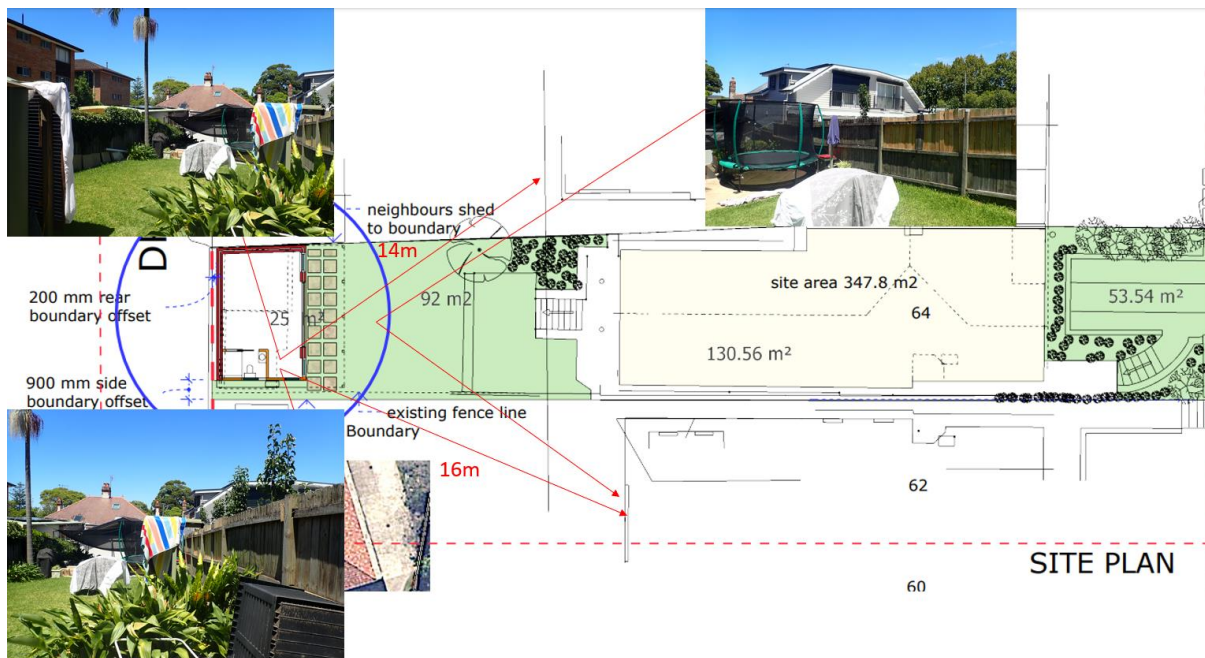 DI
neighbours shed
to boundary
14m
200 mm rear
boundary offset
25 m²
92 m2
site area 347.8 m2
64
130.56 m²
53.54 m²
900 mm side
boundary offset
existing fence line
Boundary
16m
62
SITE PLAN
60